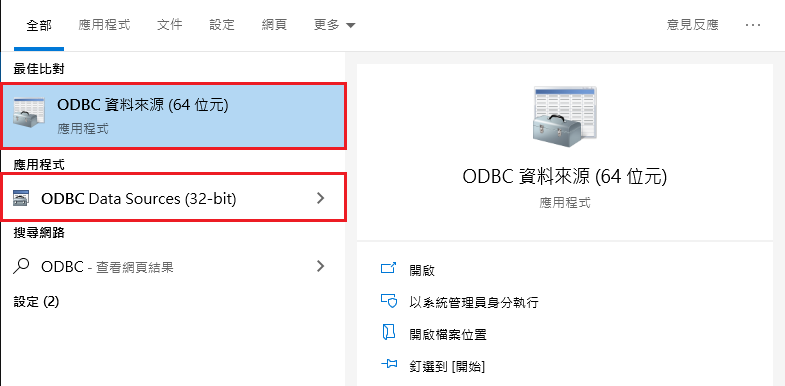 全部 應用程式 文件 設定 網頁 更多 意見反應 ...
最佳比對
ODBC 資料來源 (64 位元)
應用程式
應用程式
ODBC Data Sources (32-bit)
搜尋網路
ODBC - 查看網頁結果
設定 (2)
ODBC 資料來源 (64 位元)
應用程式
開啟
以系統管理員身分執行
開啟檔案位置
釘選到 [開始]